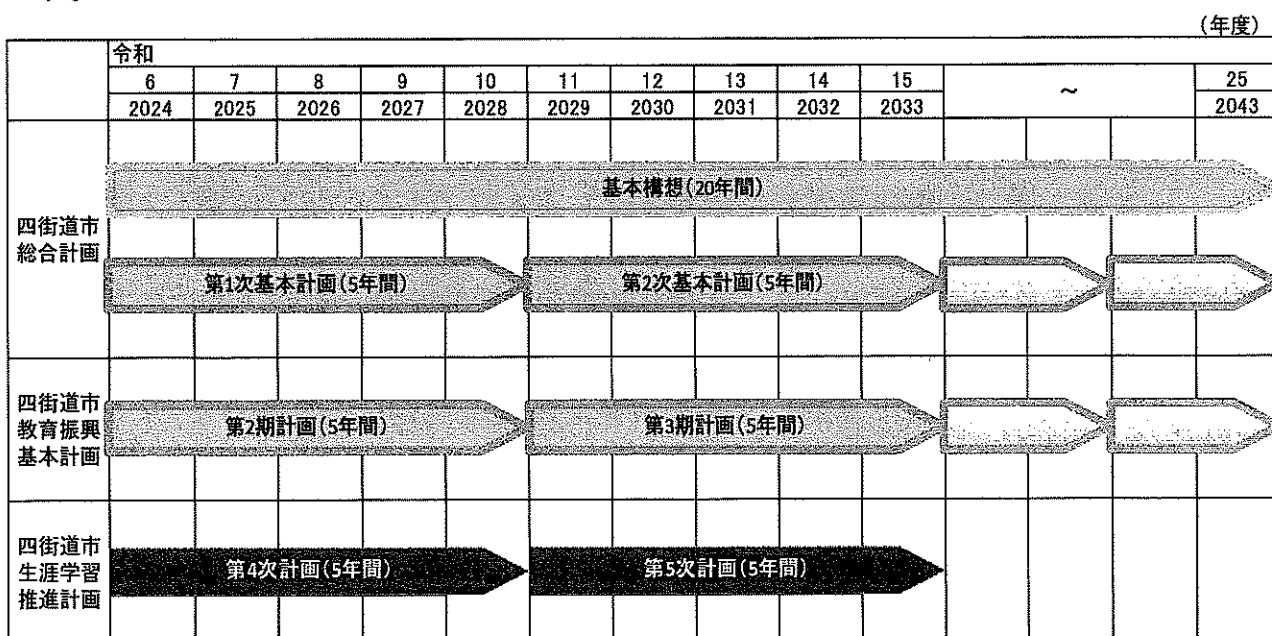 (年度)
令和
6 7 8 9 10 11 12 13 14 15 ～ 25
2024 2025 2026 2027 2028 2029 2030 2031 2032 2033 2043
四街道市
総合計画
基本構想(20年間)
第1次基本計画(5年間) 第2次基本計画(5年間)
四街道市
教育振興
基本計画
第2期計画(5年間) 第3期計画(5年間)
四街道市
生涯学習
推進計画
第4次計画(5年間) 第5次計画(5年間)